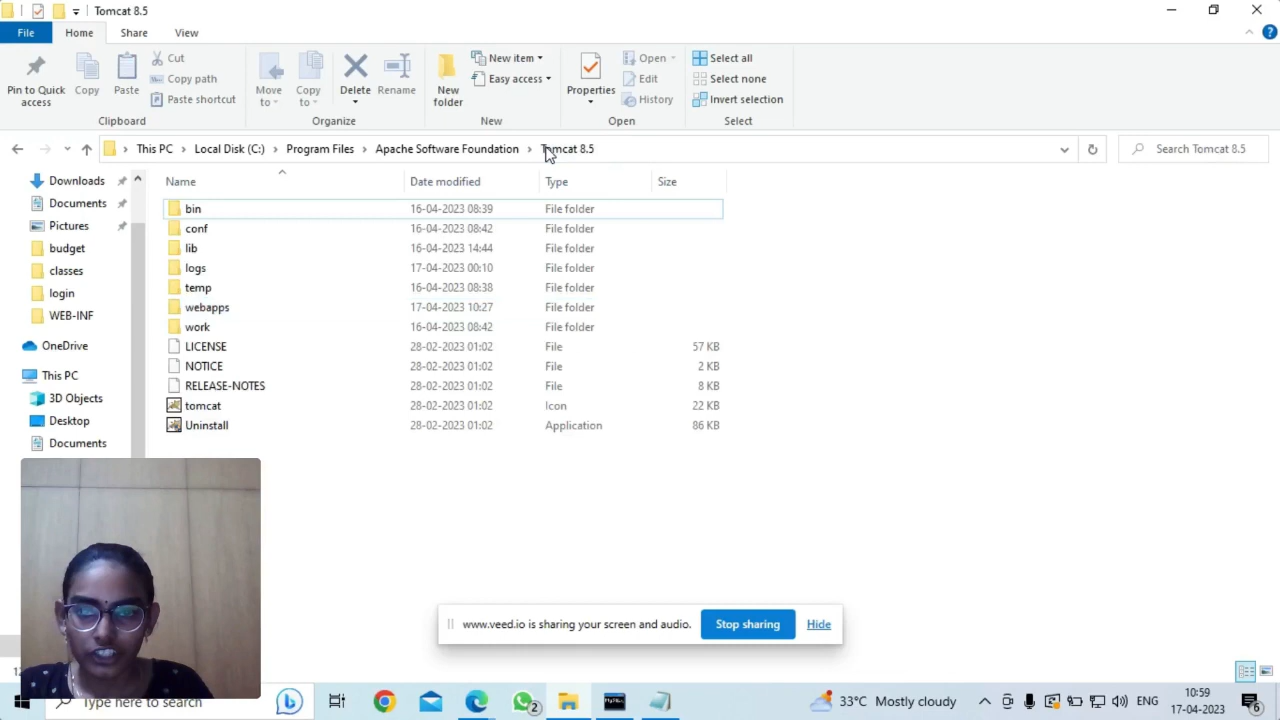 Tomcat 8.5
File Home Share View
Pin to Quick access
Copy
Paste
Cut
Copy path
Paste shortcut
Clipboard
Move to
Copy to
Delete
Rename
Organize
New folder
New item
Easy access
New
Properties
Open
Edit
History
Open
Select all
Select none
Invert selection
Select
This PC > Local Disk (C:) > Program Files > Apache Software Foundation > Tomcat 8.5
Search Tomcat 8.5
Downloads
Documents
Pictures
budget
classes
login
WEB-INF
OneDrive
This PC
3D Objects
Desktop
Documents
Name Date modified Type Size
bin 16-04-2023 08:39 File folder
conf 16-04-2023 08:42 File folder
lib 16-04-2023 14:44 File folder
logs 17-04-2023 00:10 File folder
temp 16-04-2023 08:38 File folder
webapps 17-04-2023 10:27 File folder
work 16-04-2023 08:42 File folder
LICENSE 28-02-2023 01:02 File 57 KB
NOTICE 28-02-2023 01:02 File 2 KB
RELEASE-NOTES 28-02-2023 01:02 File 8 KB
tomcat 28-02-2023 01:02 Icon 22 KB
Uninstall 28-02-2023 01:02 Application 86 KB
www.veed.io is sharing your screen and audio. Stop sharing Hide
Type here to search
2
33°C Mostly cloudy
ENG
10:59
17-04-2023
6